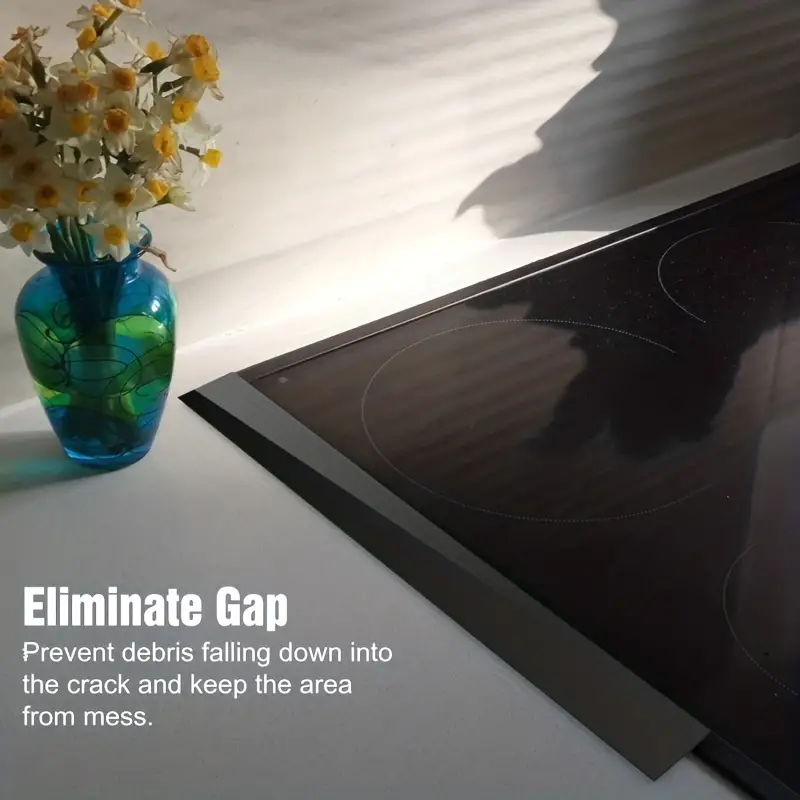 Eliminate Gap
Prevent debris falling down into
the crack and keep the area
from mess.